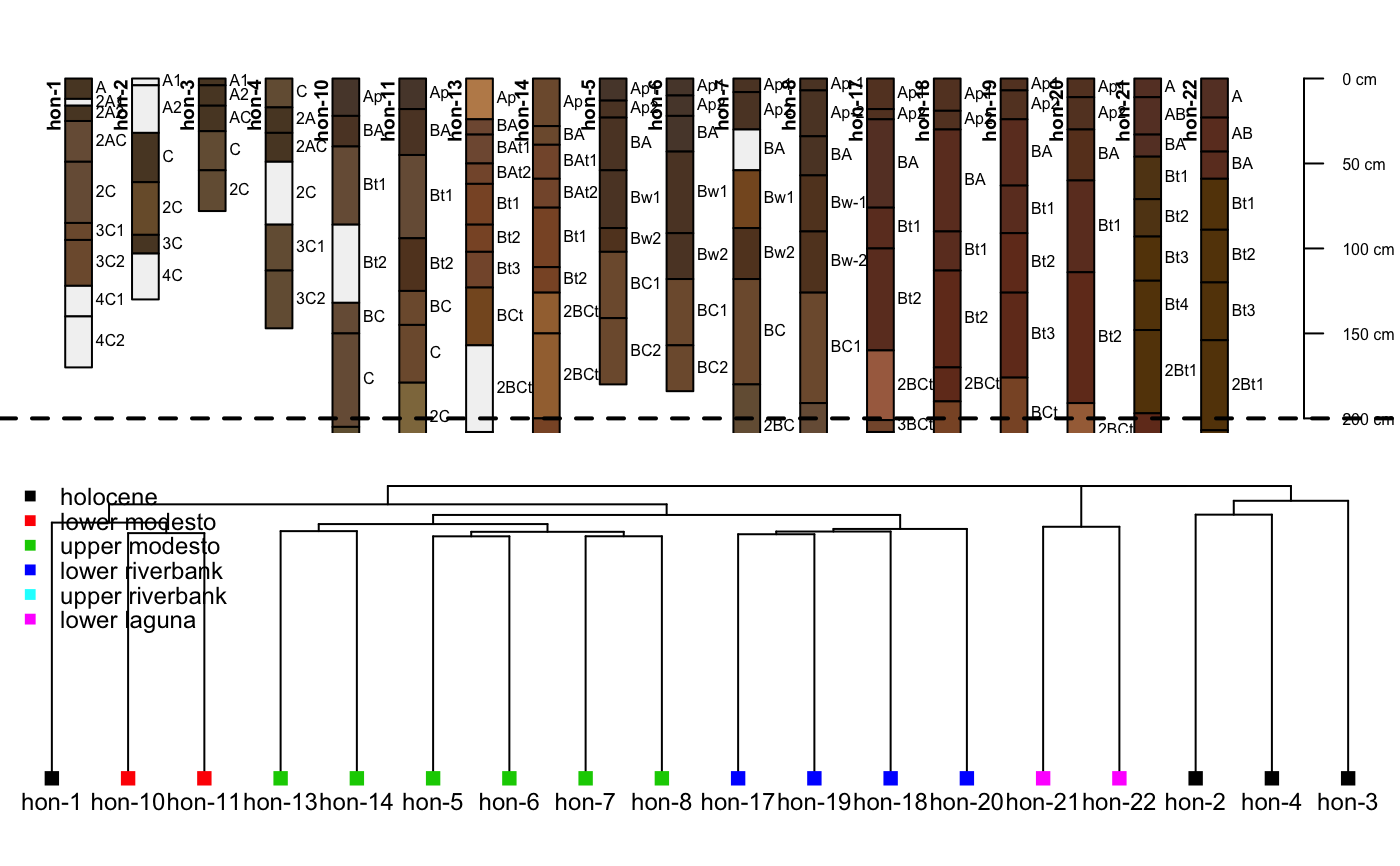 hon-1
A
2A1
2A2
2AC
2C
3C1
3C2
4C1
4C2
hon-2
A1
A2
C
2C
3C
4C
hon-3
A1
A2
AC
C
2C
hon-4
C
2A
2AC
2C
3C1
3C2
hon-10
Ap
BA
Bt1
Bt2
BC
C
hon-11
Ap
BA
Bt1
Bt2
BC
C
2C
hon-13
Ap
BA
BAt1
BAt2
Bt1
Bt2
Bt3
BCt
2BCt
hon-14
Ap
BA
BAt1
BAt2
Bt1
Bt2
2BCt
2BCt
hon-5
Ap1
Ap2
BA
Bw1
Bw2
BC1
BC2
hon-6
Ap1
Ap2
BA
Bw1
Bw2
BC1
BC2
hon-7
Ap1
Ap2
BA
Bw1
Bw2
BC
2BC
hon-8
Ap-1
Ap-2
BA
Bw-1
Bw-2
BC1
hon-17
Ap1
Ap2
BA
Bt1
Bt2
2BCt
3BCt
hon-18
Ap1
Ap2
BA
Bt1
Bt2
2BCt
hon-19
Ap1
Ap2
BA
Bt1
Bt2
Bt3
BCt
hon-20
Ap1
Ap2
BA
Bt1
Bt2
2BCt
hon-21
A
AB
BA
Bt1
Bt2
Bt3
Bt4
2Bt1
hon-22
A
AB
BA
Bt1
Bt2
Bt3
2Bt1
0 cm
50 cm
100 cm
150 cm
200 cm
holocene
lower modesto
upper modesto
lower riverbank
upper riverbank
lower laguna
hon-1 hon-10 hon-11 hon-13 hon-14 hon-5 hon-6 hon-7 hon-8 hon-17 hon-19 hon-18 hon-20 hon-21 hon-22 hon-2 hon-4 hon-3